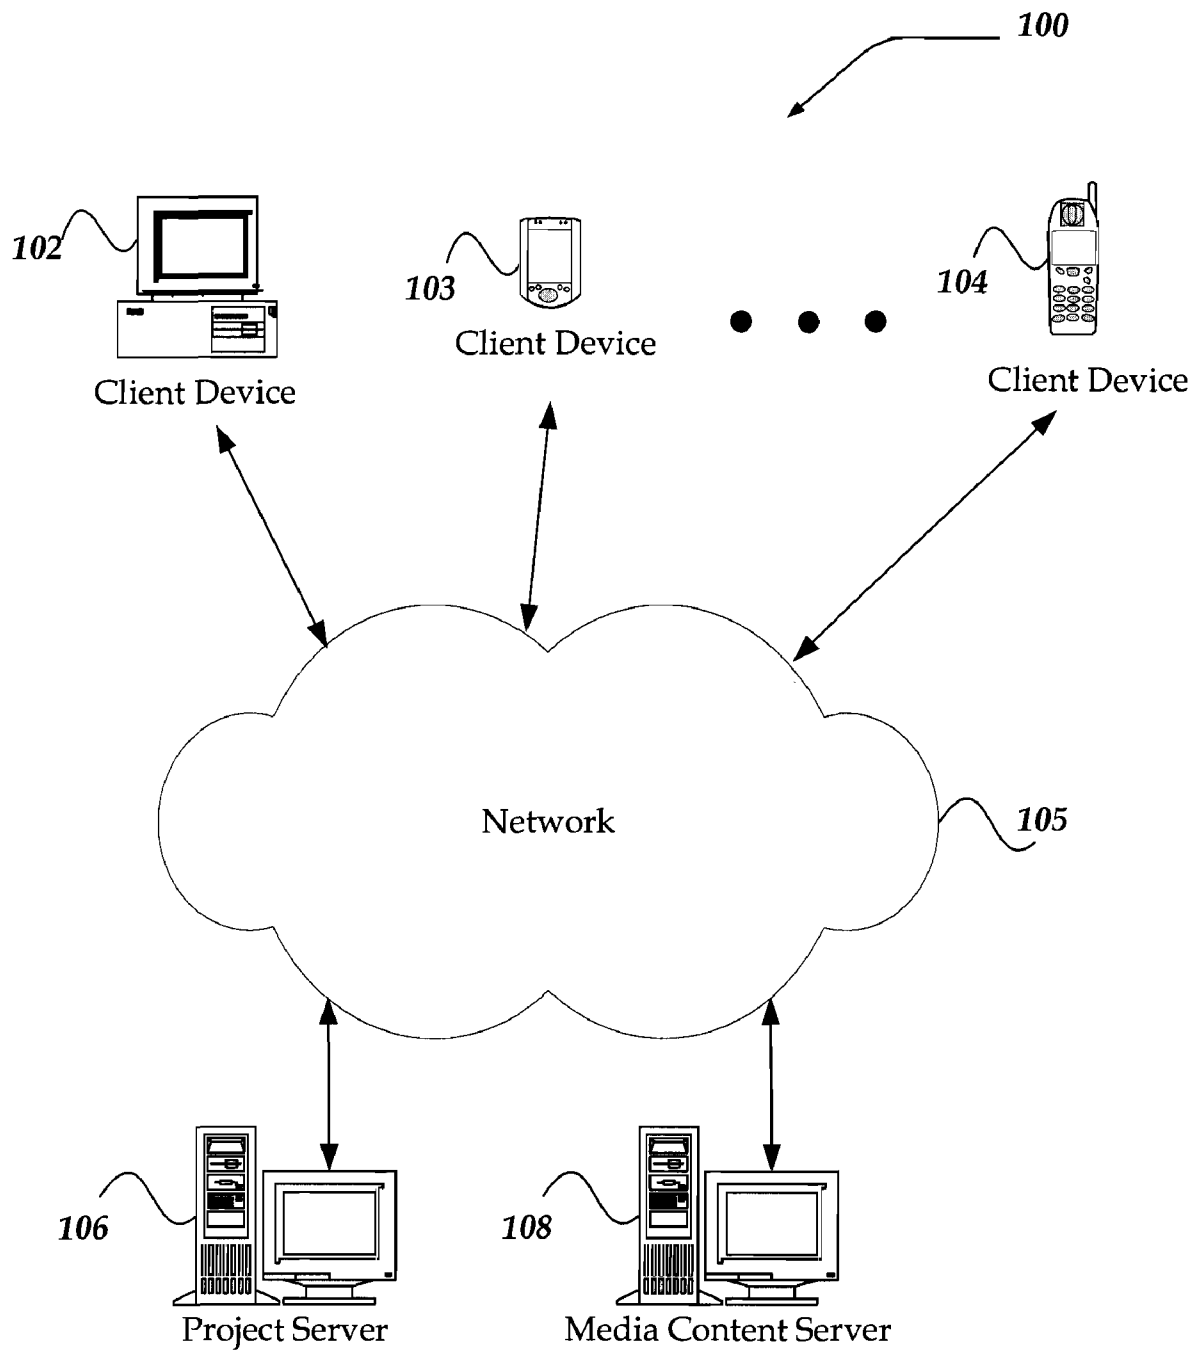 100
102
103
104
Client Device
Client Device
Client Device
Network
105
106
108
Project Server
Media Content Server